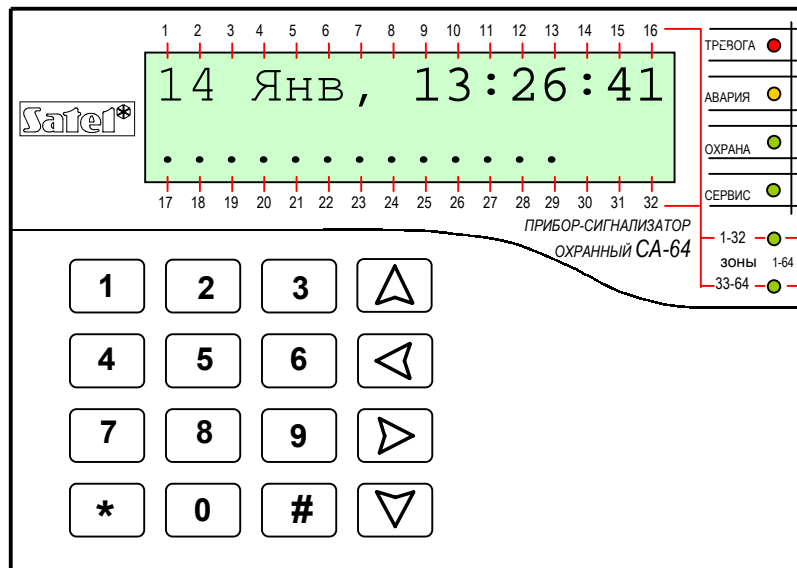 1 2 3 4 5 6 7 8 9 10 11 12 13 14 15 16
14 Янв, 13:26:41
. . . . . . . . . . . . .
17 18 19 20 21 22 23 24 25 26 27 28 29 30 31 32
Satel*
ТРЕВОГА
АВАРИЯ
ОХРАНА
СЕРВИС
ПРИБОР-СИГНАЛИЗАТОР
ОХРАННЫЙ СА-64
1-32
ЗОНЫ 1-64
33-64
1 2 3
4 5 6
7 8 9
* 0 #